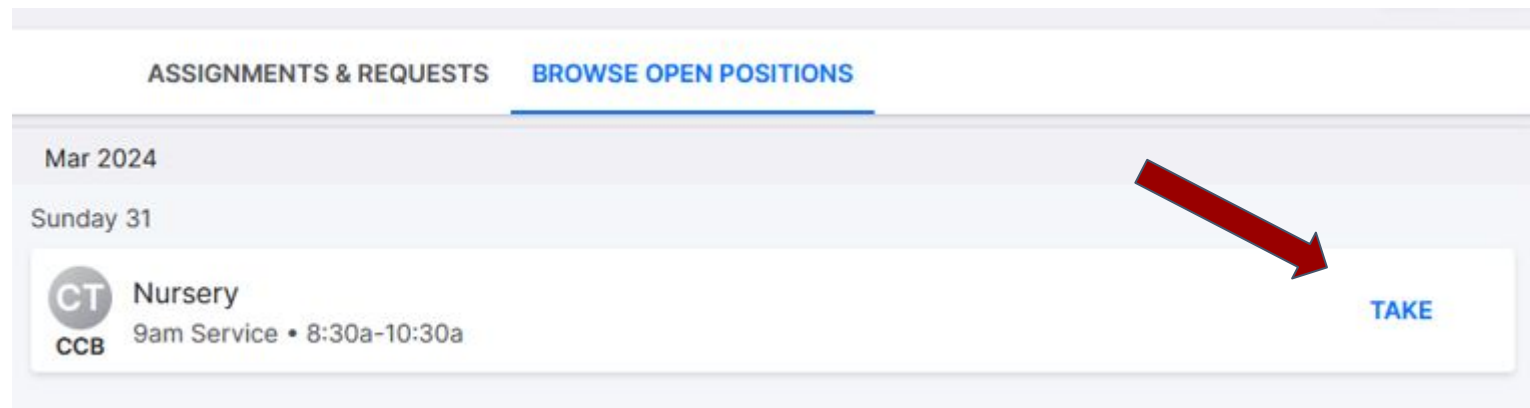 ASSIGNMENTS & REQUESTS BROWSE OPEN POSITIONS
Mar 2024
Sunday 31
CT
CCB
Nursery
9am Service • 8:30a-10:30a
TAKE